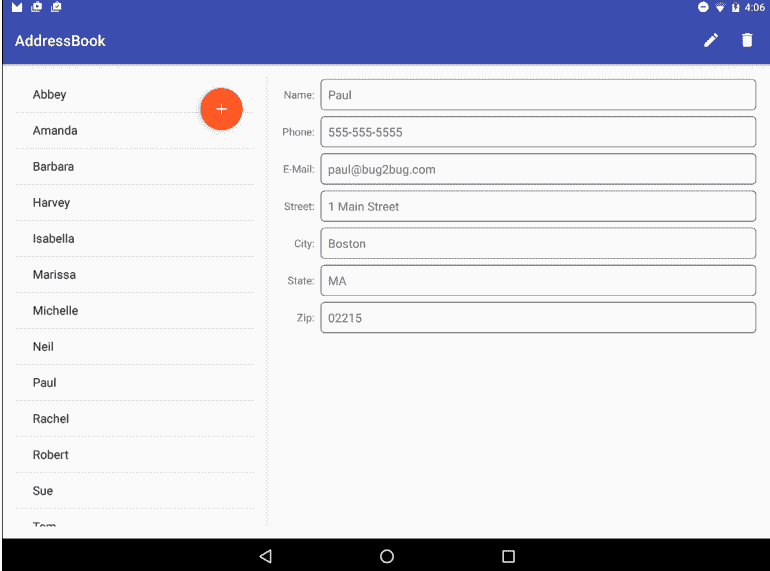 4:06
AddressBook
Abbey
Amanda
Barbara
Harvey
Isabella
Marissa
Michelle
Neil
Paul
Rachel
Robert
Sue
Tom
+
Name: Paul
Phone: 555-555-5555
E-Mail: paul@bug2bug.com
Street: 1 Main Street
City: Boston
State: MA
Zip: 02215